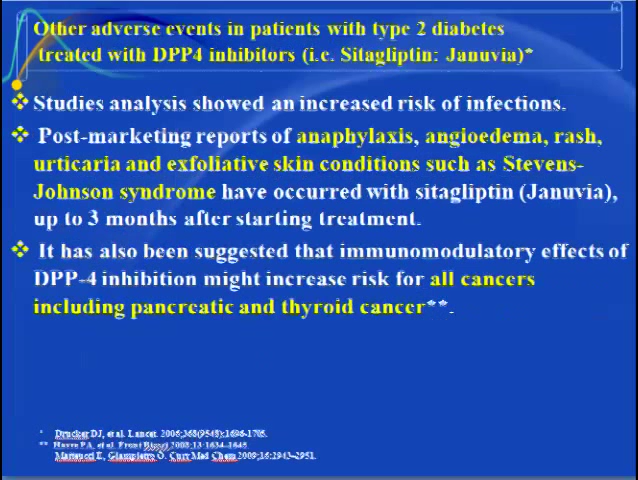 Other adverse events in patients with type 2 diabetes
treated with DPP4 inhibitors (i.e. Sitagliptin: Januvia)*
Studies analysis showed an increased risk of infections.
Post-marketing reports of anaphylaxis, angioedema, rash,
urticaria and exfoliative skin conditions such as Stevens-
Johnson syndrome have occurred with sitagliptin (Januvia),
up to 3 months after starting treatment.
It has also been suggested that immunomodulatory effects of
DPP-4 inhibition might increase risk for all cancers
including pancreatic and thyroid cancer**.
* Drucker DJ, et al. Lancet. 2006;368(9548);1696-1705.
** Havre PA, et al. Front Biosci 2008;13:1634-1645.
Matteucci E, Giampietro O. Curr Med Chem 2009;16:2943-2951.